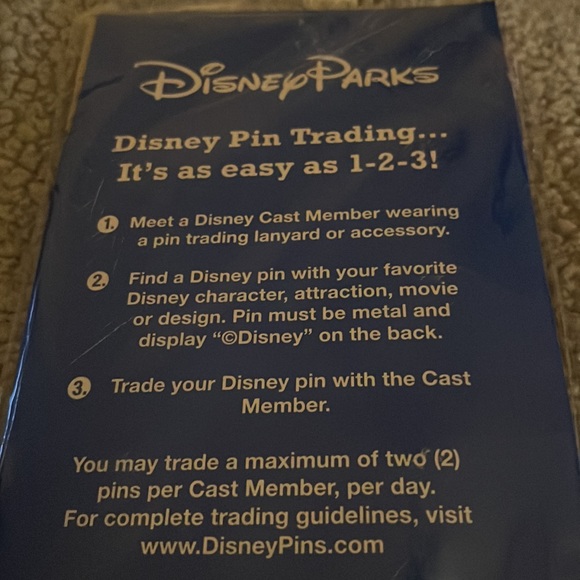 Disney Parks
Disney Pin Trading...
It's as easy as 1-2-3!
1. Meet a Disney Cast Member wearing
a pin trading lanyard or accessory.
2. Find a Disney pin with your favorite
Disney character, attraction, movie
or design. Pin must be metal and
display “©Disney” on the back.
3. Trade your Disney pin with the Cast
Member.
You may trade a maximum of two (2)
pins per Cast Member, per day.
For complete trading guidelines, visit
www.DisneyPins.com